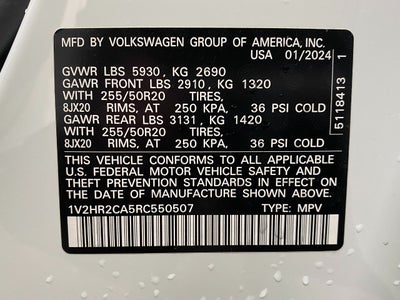 MFD BY VOLKSWAGEN GROUP OF AMERICA, INC.
USA 01/2024
GVWR LBS 5930, KG 2690
GAWR FRONT LBS 2910, KG 1320
WITH 255/50R20 TIRES,
8JX20 RIMS, AT 250 KPA, 36 PSI COLD
GAWR REAR LBS 3131, KG 1420
WITH 255/50R20 TIRES,
8JX20 RIMS, AT 250 KPA, 36 PSI COLD
THIS VEHICLE CONFORMS TO ALL APPLICABLE
U.S. FEDERAL MOTOR VEHICLE SAFETY AND
THEFT PREVENTION STANDARDS IN EFFECT ON
THE DATE OF MANUFACTURE SHOWN ABOVE.
1V2HR2CA5RC550507 TYPE: MPV
5118413 1